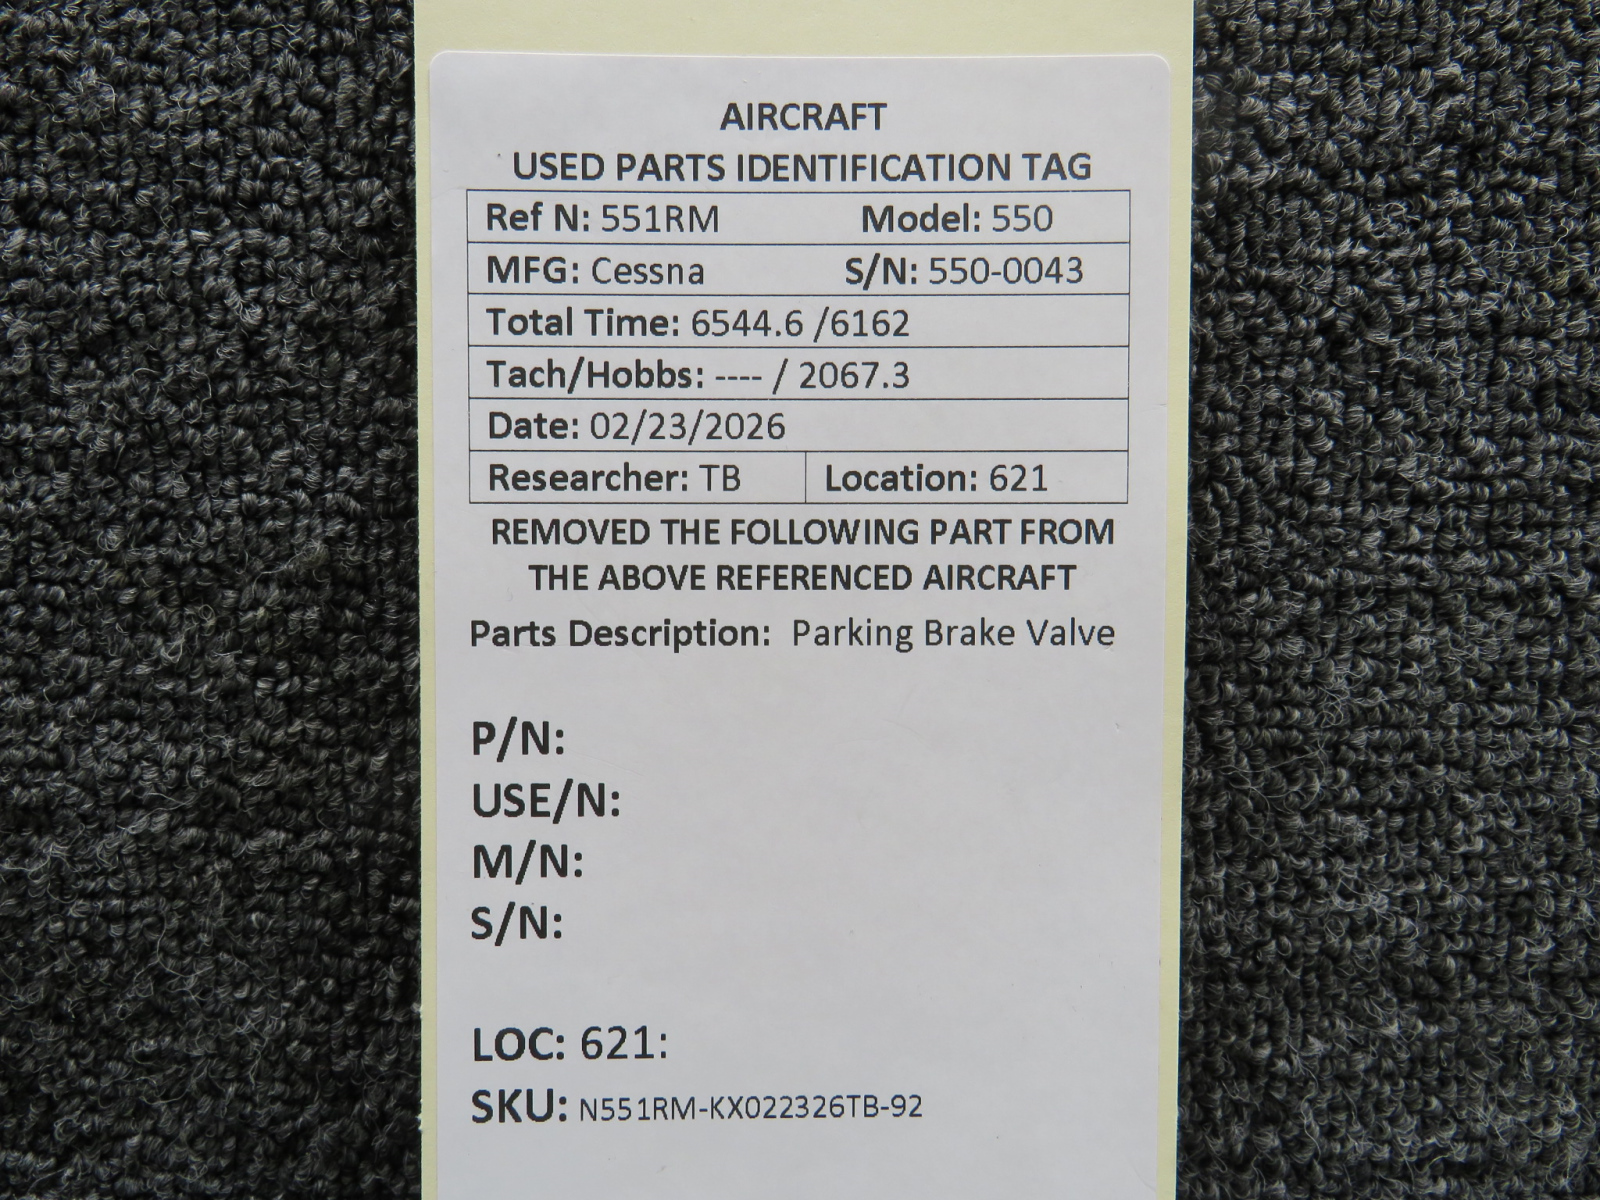 AIRCRAFT
USED PARTS IDENTIFICATION TAG
Ref N: 551RM Model: 550
MFG: Cessna S/N: 550-0043
Total Time: 6544.6 /6162
Tach/Hobbs: ---- / 2067.3
Date: 02/23/2026
Researcher: TB Location: 621
REMOVED THE FOLLOWING PART FROM
THE ABOVE REFERENCED AIRCRAFT
Parts Description: Parking Brake Valve
P/N:
USE/N:
M/N:
S/N:
LOC: 621:
SKU: N551RM-KX022326TB-92